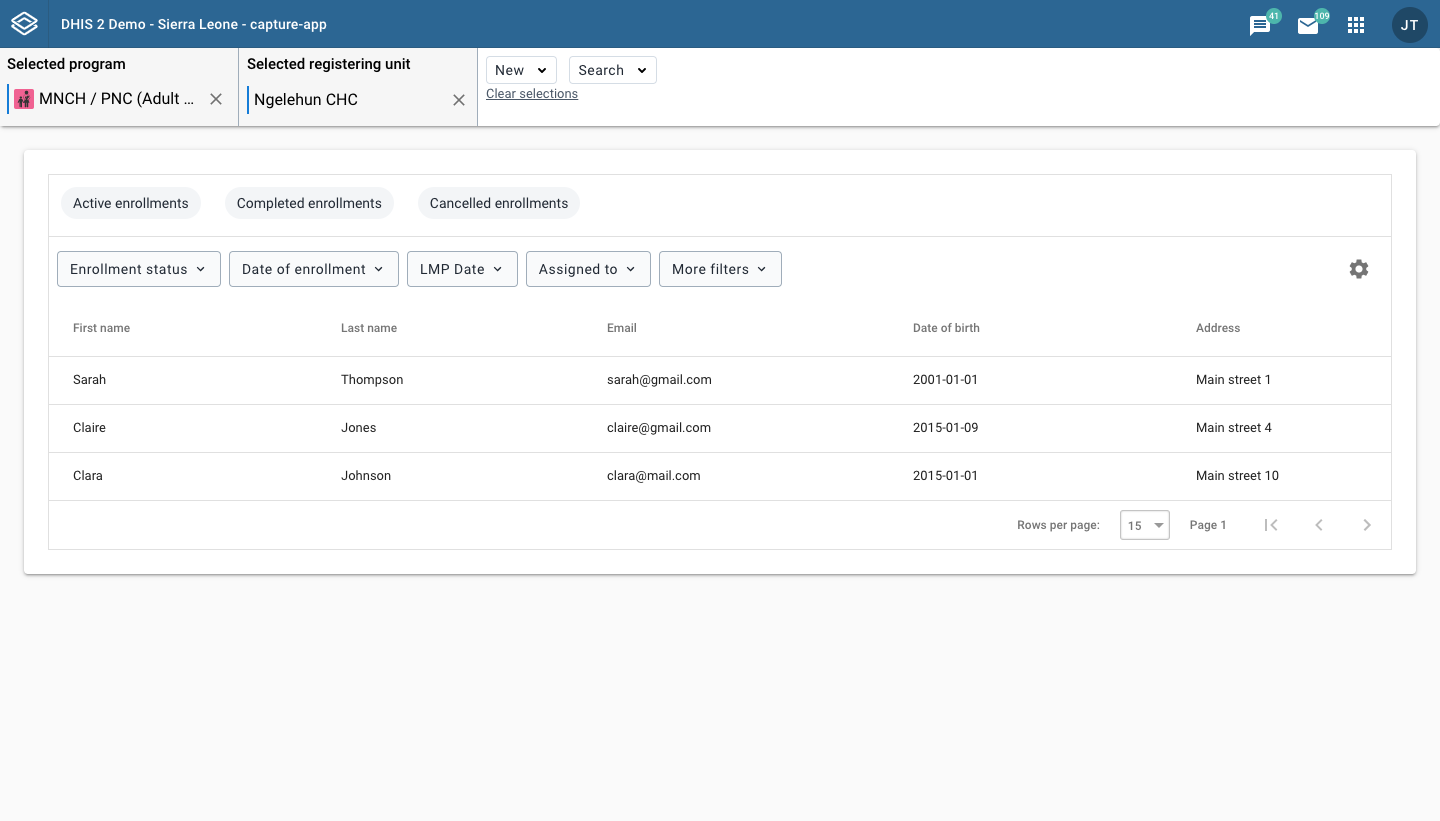 DHIS 2 Demo - Sierra Leone - capture-app
41
109
JT
Selected program
MNCH / PNC (Adult ...
Selected registering unit
Ngelehun CHC
New
Search
Clear selections
Active enrollments
Completed enrollments
Cancelled enrollments
Enrollment status
Date of enrollment
LMP Date
Assigned to
More filters
First name Last name Email Date of birth Address
Sarah Thompson sarah@gmail.com 2001-01-01 Main street 1
Claire Jones claire@gmail.com 2015-01-09 Main street 4
Clara Johnson clara@mail.com 2015-01-01 Main street 10
Rows per page: 15 Page 1